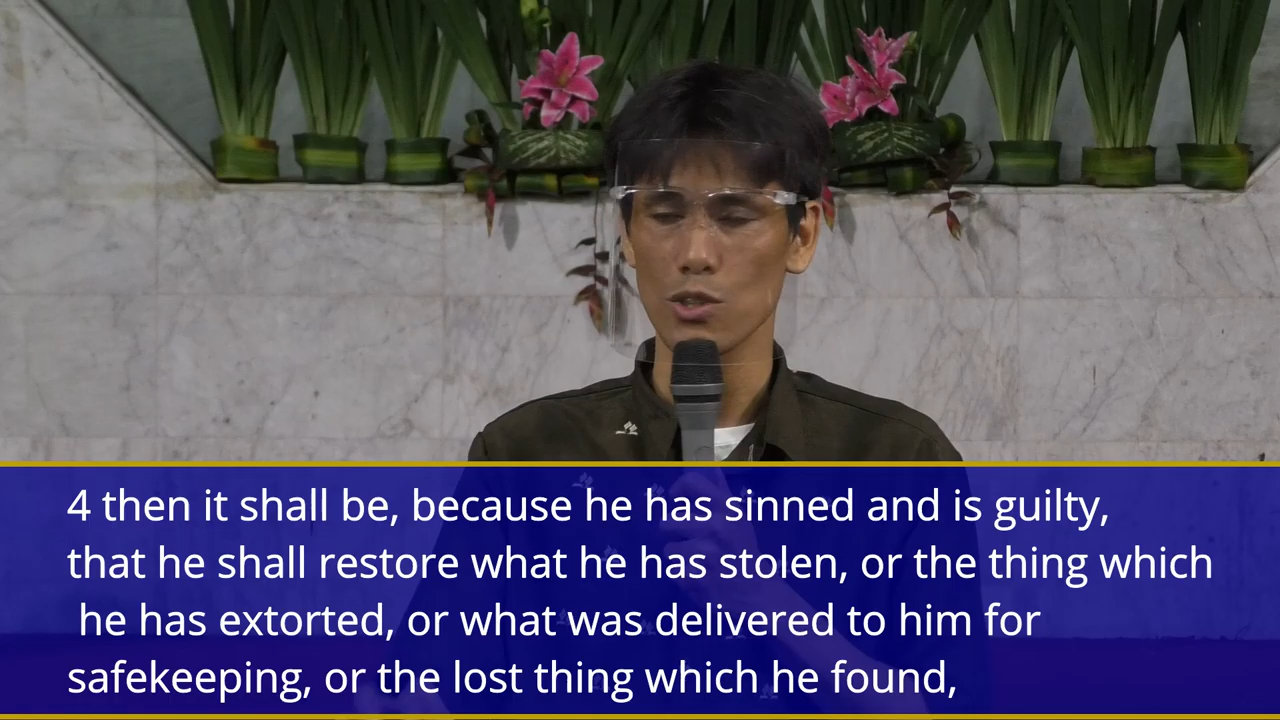 4 then it shall be, because he has sinned and is guilty,
that he shall restore what he has stolen, or the thing which
he has extorted, or what was delivered to him for
safekeeping, or the lost thing which he found,